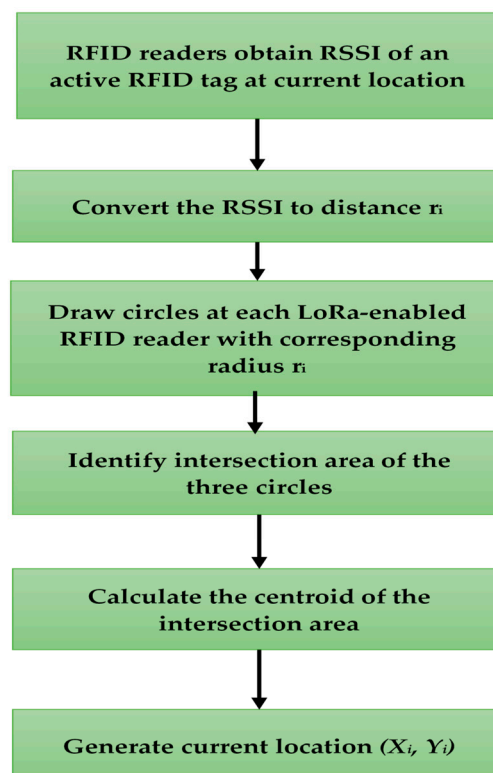 RFID readers obtain RSSI of an
active RFID tag at current location
Convert the RSSI to distance rᵢ
Draw circles at each LoRa-enabled
RFID reader with corresponding
radius rᵢ
Identify intersection area of the
three circles
Calculate the centroid of the
intersection area
Generate current location (Xᵢ, Yᵢ)